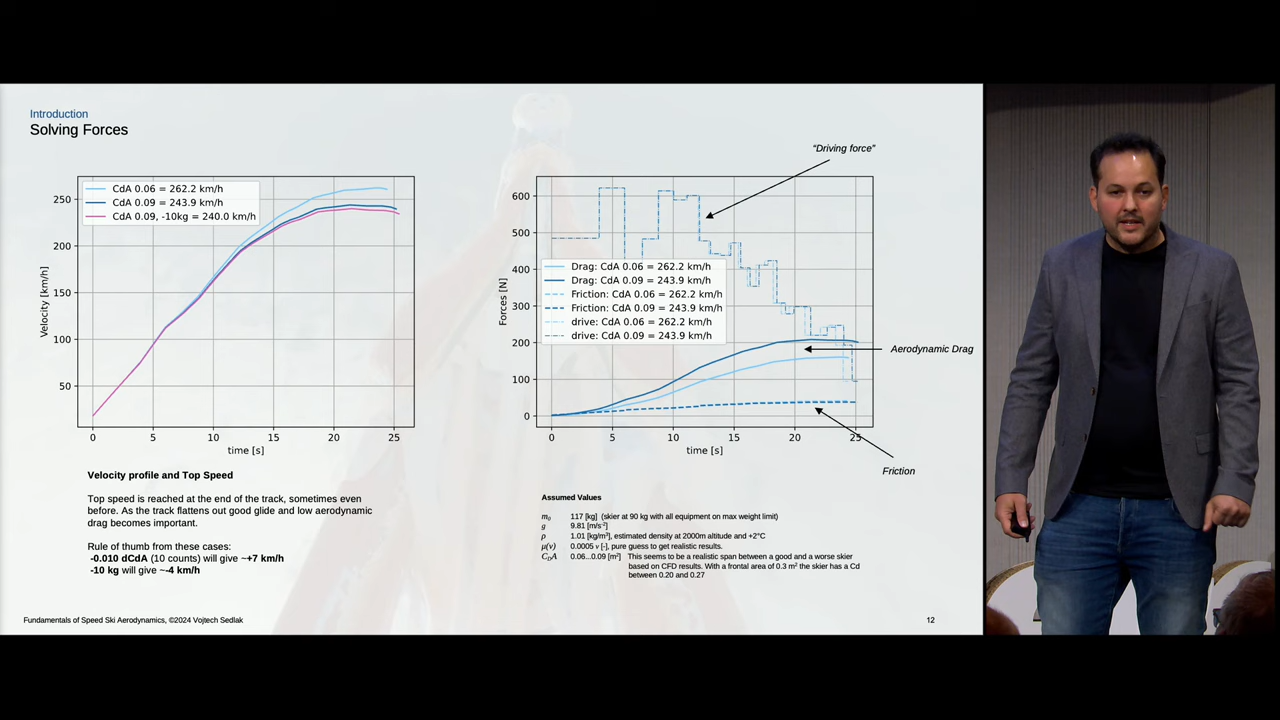 Introduction
Solving Forces
CdA 0.06 = 262.2 km/h
CdA 0.09 = 243.9 km/h
CdA 0.09, -10kg = 240.0 km/h
250
200
150
100
50
Velocity [km/h]
0 5 10 15 20 25
time [s]
"Driving force"
600
500
400
300
200
100
0
Forces [N]
Drag: CdA 0.06 = 262.2 km/h
Drag: CdA 0.09 = 243.9 km/h
Friction: CdA 0.06 = 262.2 km/h
Friction: CdA 0.09 = 243.9 km/h
drive: CdA 0.06 = 262.2 km/h
drive: CdA 0.09 = 243.9 km/h
Aerodynamic Drag
0 5 10 15 20 25
time [s]
Friction
Velocity profile and Top Speed
Top speed is reached at the end of the track, sometimes even
before. As the track flattens out good glide and low aerodynamic
drag becomes important.
Rule of thumb from these cases:
-0.010 dCdA (10 counts) will give ~+7 km/h
-10 kg will give ~-4 km/h
Assumed Values
m₀ 117 [kg] (skier at 90 kg with all equipment on max weight limit)
g 9.81 [m/s⁻²]
ρ 1.01 [kg/m³], estimated density at 2000m altitude and +2°C
μ(v) 0.0005 v [-], pure guess to get realistic results.
C_DA 0.06...0.09 [m²] This seems to be a realistic span between a good and a worse skier
based on CFD results. With a frontal area of 0.3 m² the skier has a Cd
between 0.20 and 0.27
Fundamentals of Speed Ski Aerodynamics, ©2024 Vojtech Sedlak
12